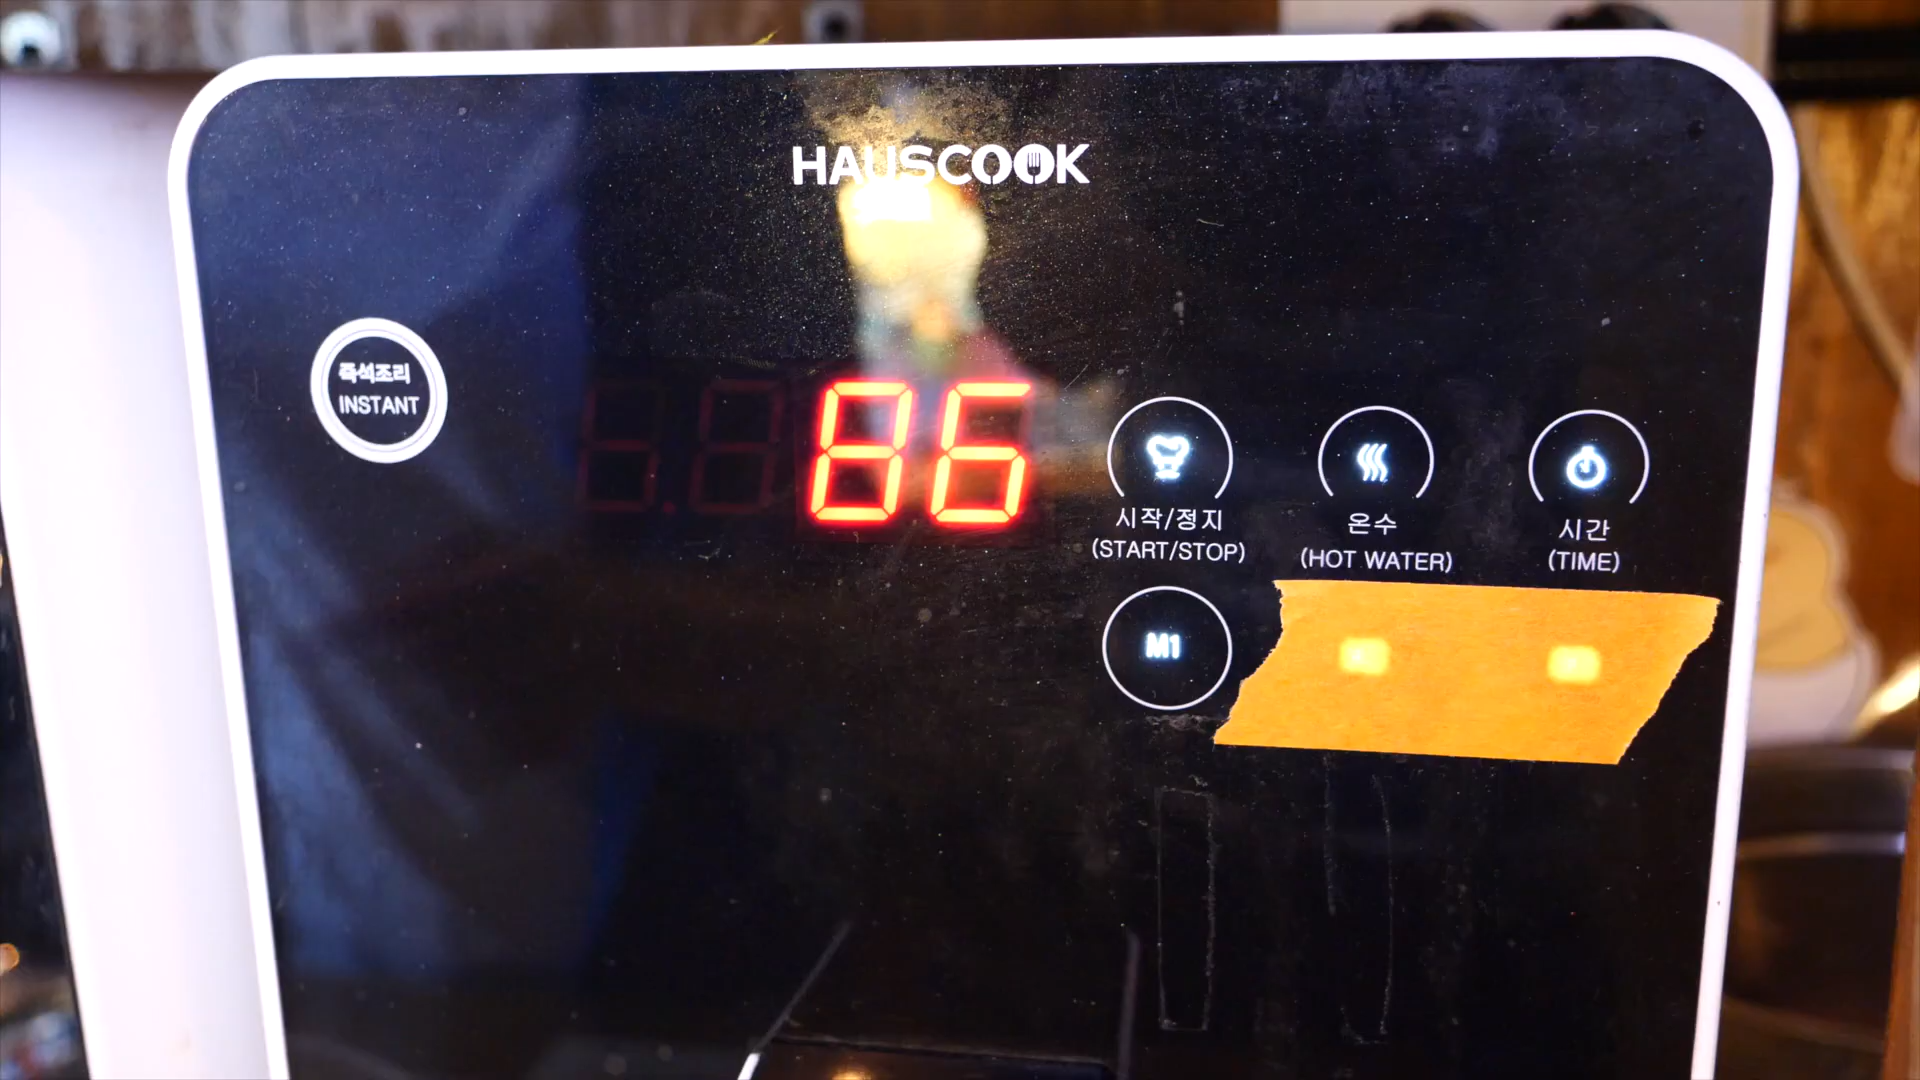 HAUSCOOK
즉석조리
INSTANT
86
시작/정지
(START/STOP)
온수
(HOT WATER)
시간
(TIME)
M1